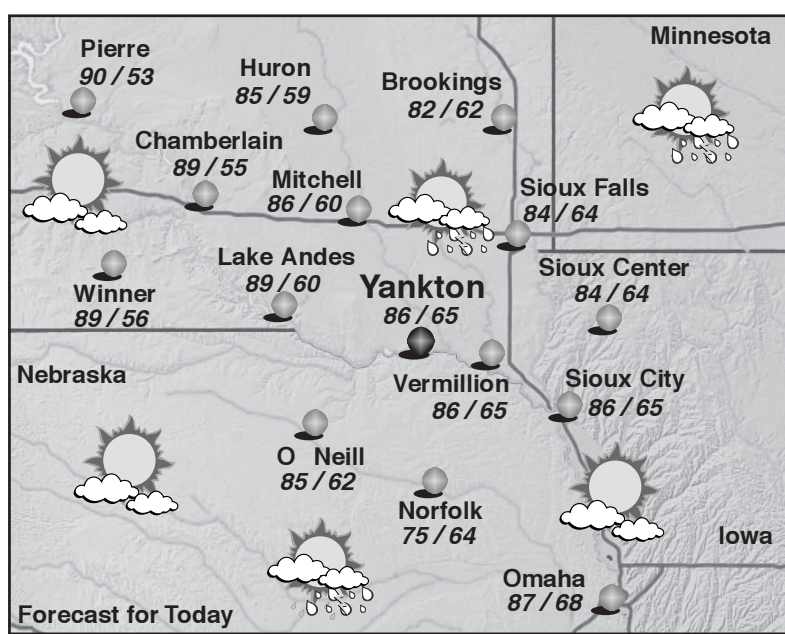 Minnesota
Pierre
90 / 53
Huron
85 / 59
Brookings
82 / 62
Chamberlain
89 / 55
Mitchell
86 / 60
Sioux Falls
84 / 64
Lake Andes
89 / 60
Yankton
86 / 65
Sioux Center
84 / 64
Winner
89 / 56
Nebraska
Vermillion
86 / 65
Sioux City
86 / 65
O Neill
85 / 62
Norfolk
75 / 64
Iowa
Omaha
87 / 68
Forecast for Today